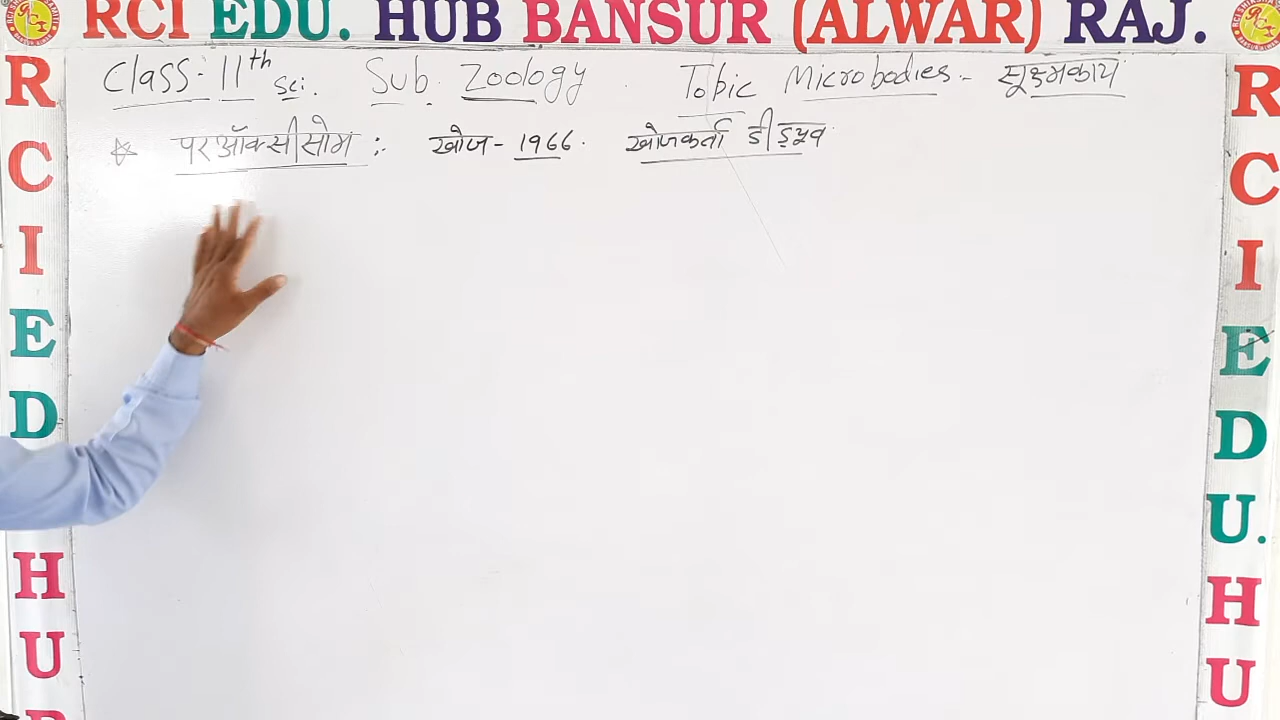 RCI EDU. HUB BANSUR (ALWAR) RAJ.
Class:- 11th sci. Sub. Zoology. Topic Microbodies - सूक्ष्मकाय
☆ परऑक्सीसोम :- खोज - 1966. खोजकर्ता डी ड्यूव
R
C
I
E
D
H
U
B
R
C
I
E
D
U.
H
U